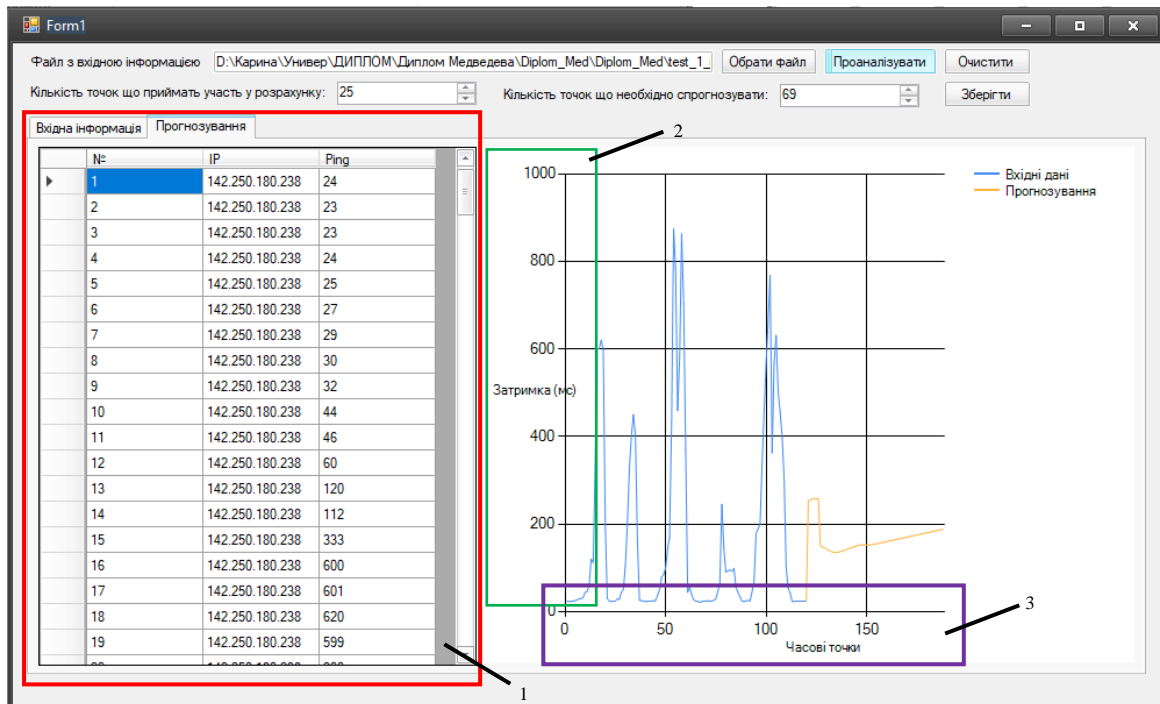 Form1
Файл з вхідною інформацією D:\Карина\Универ\ДИПЛОМ\Диплом Медведева\Diplom_Med\Diplom_Med\test_1_ Обрати файл Проаналізувати Очистити
Кількість точок що приймать участь у розрахунку: 25 Кількість точок що необхідно спрогнозувати: 69 Зберігти
Вхідна інформація Прогнозування
№ IP Ping
1 142.250.180.238 24
2 142.250.180.238 23
3 142.250.180.238 23
4 142.250.180.238 24
5 142.250.180.238 25
6 142.250.180.238 27
7 142.250.180.238 29
8 142.250.180.238 30
9 142.250.180.238 32
10 142.250.180.238 44
11 142.250.180.238 46
12 142.250.180.238 60
13 142.250.180.238 120
14 142.250.180.238 112
15 142.250.180.238 333
16 142.250.180.238 600
17 142.250.180.238 601
18 142.250.180.238 620
19 142.250.180.238 599
1
2
1000
800
600
Затримка (мс)
400
200
0
0 50 100 150
Часові точки
Вхідні дані
Прогнозування
3